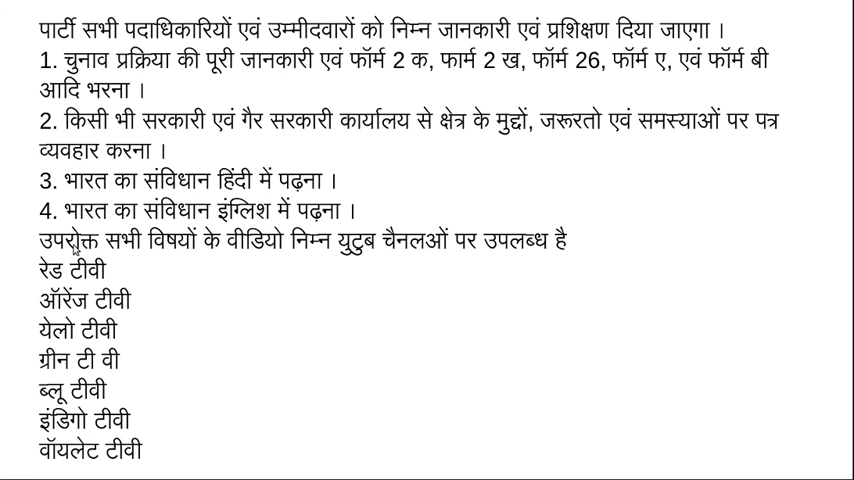 पार्टी सभी पदाधिकारियों एवं उम्मीदवारों को निम्न जानकारी एवं प्रशिक्षण दिया जाएगा ।
1. चुनाव प्रक्रिया की पूरी जानकारी एवं फॉर्म 2 क, फार्म 2 ख, फॉर्म 26, फॉर्म ए, एवं फॉर्म बी
आदि भरना ।
2. किसी भी सरकारी एवं गैर सरकारी कार्यालय से क्षेत्र के मुद्दों, जरूरतो एवं समस्याओं पर पत्र
व्यवहार करना ।
3. भारत का संविधान हिंदी में पढ़ना ।
4. भारत का संविधान इंग्लिश में पढ़ना ।
उपरोक्त सभी विषयों के वीडियो निम्न युटुब चैनलओं पर उपलब्ध है
रेड टीवी
ऑरेंज टीवी
येलो टीवी
ग्रीन टी वी
ब्लू टीवी
इंडिगो टीवी
वॉयलेट टीवी